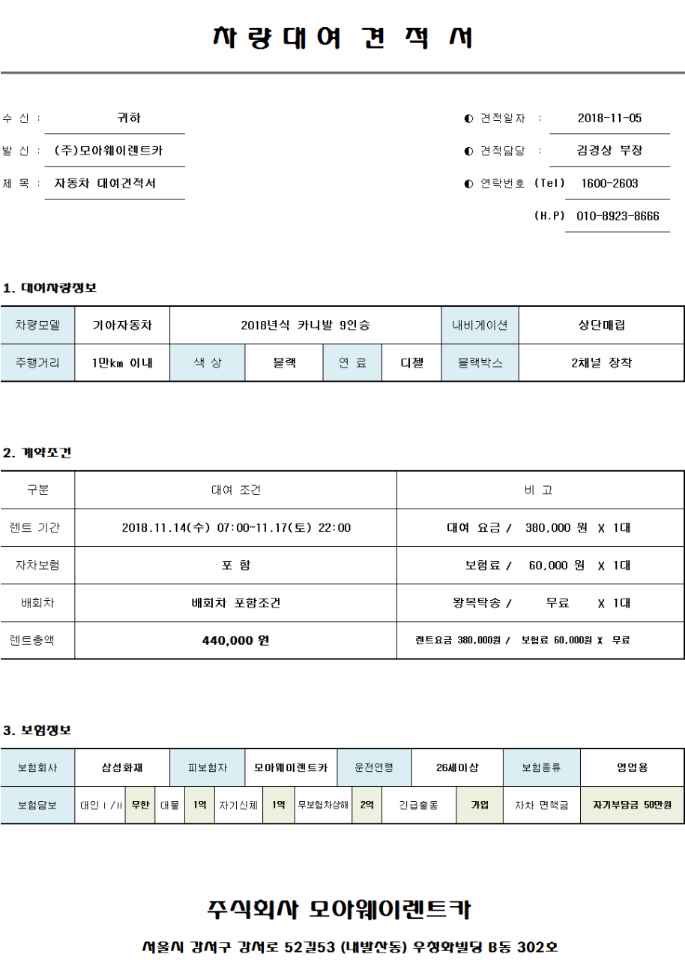 차량대여 견 적 서
수 신 : 귀하
◐ 견적일자 : 2018-11-05
발 신 : (주)모아웨이렌트카
◐ 견적담당 : 김경상 부장
제 목 : 자동차 대여견적서
◐ 연락번호 (Tel) 1600-2603
(H.P) 010-8923-8666
1. 대여차량정보
차량모델 기아자동차 2018년식 카니발 9인승 내비게이션 상단매립
주행거리 1만km 이내 색 상 블랙 연 료 디젤 블랙박스 2채널 장착
2. 계약조건
구분 대여 조건 비 고
렌트 기간 2018.11.14(수) 07:00~11.17(토) 22:00 대여 요금 / 380,000 원 X 1대
자차보험 포 함 보험료 / 60,000 원 X 1대
배회차 배회차 포함조건 왕복탁송 / 무료 X 1대
렌트총액 440,000 원 렌트요금 380,000원 / 보험료 60,000원 X 무료
3. 보험정보
보험회사 삼성화재 피보험자 모아웨이렌트카 운전연령 26세이상 보험종류 영업용
보험담보 대인 I /II 무한 대물 1억 자기신체 1억 무보험차상해 2억 긴급출동 가입 자차 면책금 자기부담금 50만원
주식회사 모아웨이렌트카
서울시 강서구 강서로 52길53 (내발산동) 우성화빌딩 B동 302호